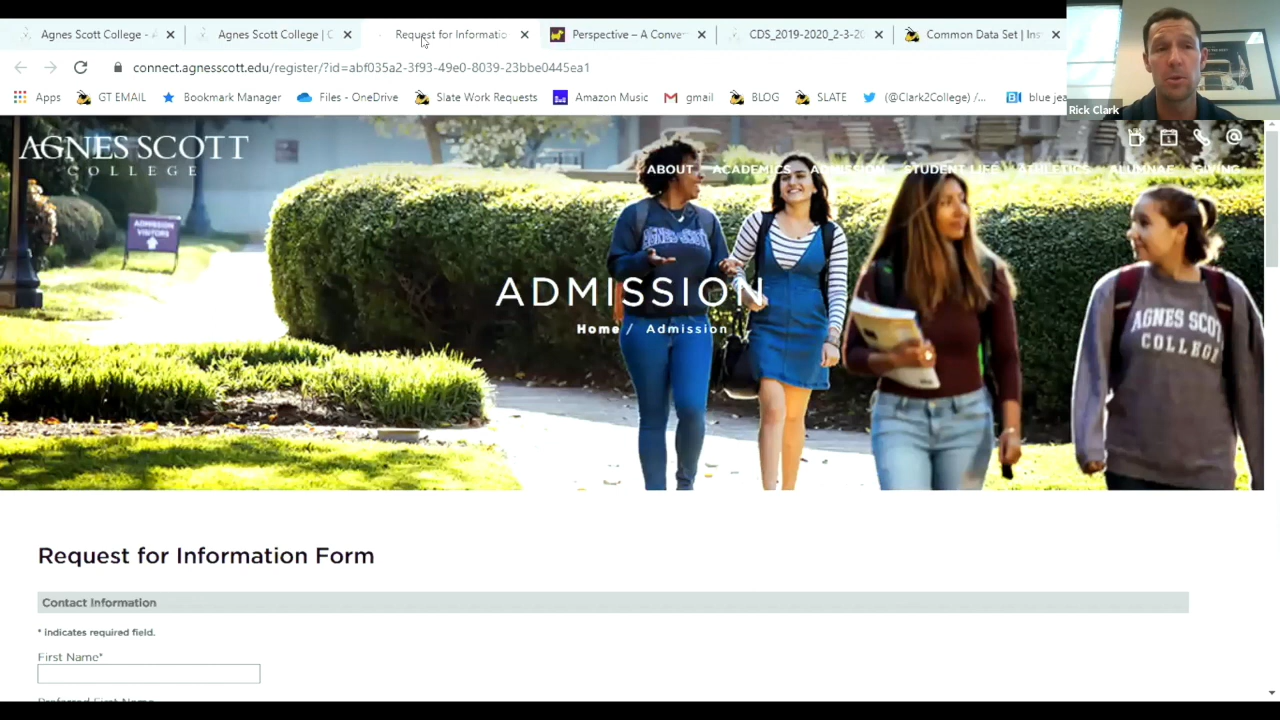 Agnes Scott College -
Agnes Scott College | C
Request for Informatio
Perspective – A Conve
CDS_2019-2020_2-3-20
Common Data Set | Ins
connect.agnesscott.edu/register/?id=abf035a2-3f93-49e0-8039-23bbe0445ea1
Apps
GT EMAIL
Bookmark Manager
Files - OneDrive
Slate Work Requests
Amazon Music
gmail
BLOG
SLATE
(@Clark2College) /...
blue jea
Rick Clark
AGNES SCOTT
COLLEGE
ABOUT
ACADEMICS
ADMISSION
STUDENT LIFE
ATHLETICS
ALUMNAE
GIVING
ADMISSION
VISITORS
AGNES SCOTT
COLLEGE
ADMISSION
Home / Admission
Request for Information Form
Contact Information
* indicates required field.
First Name*
Preferred First Name